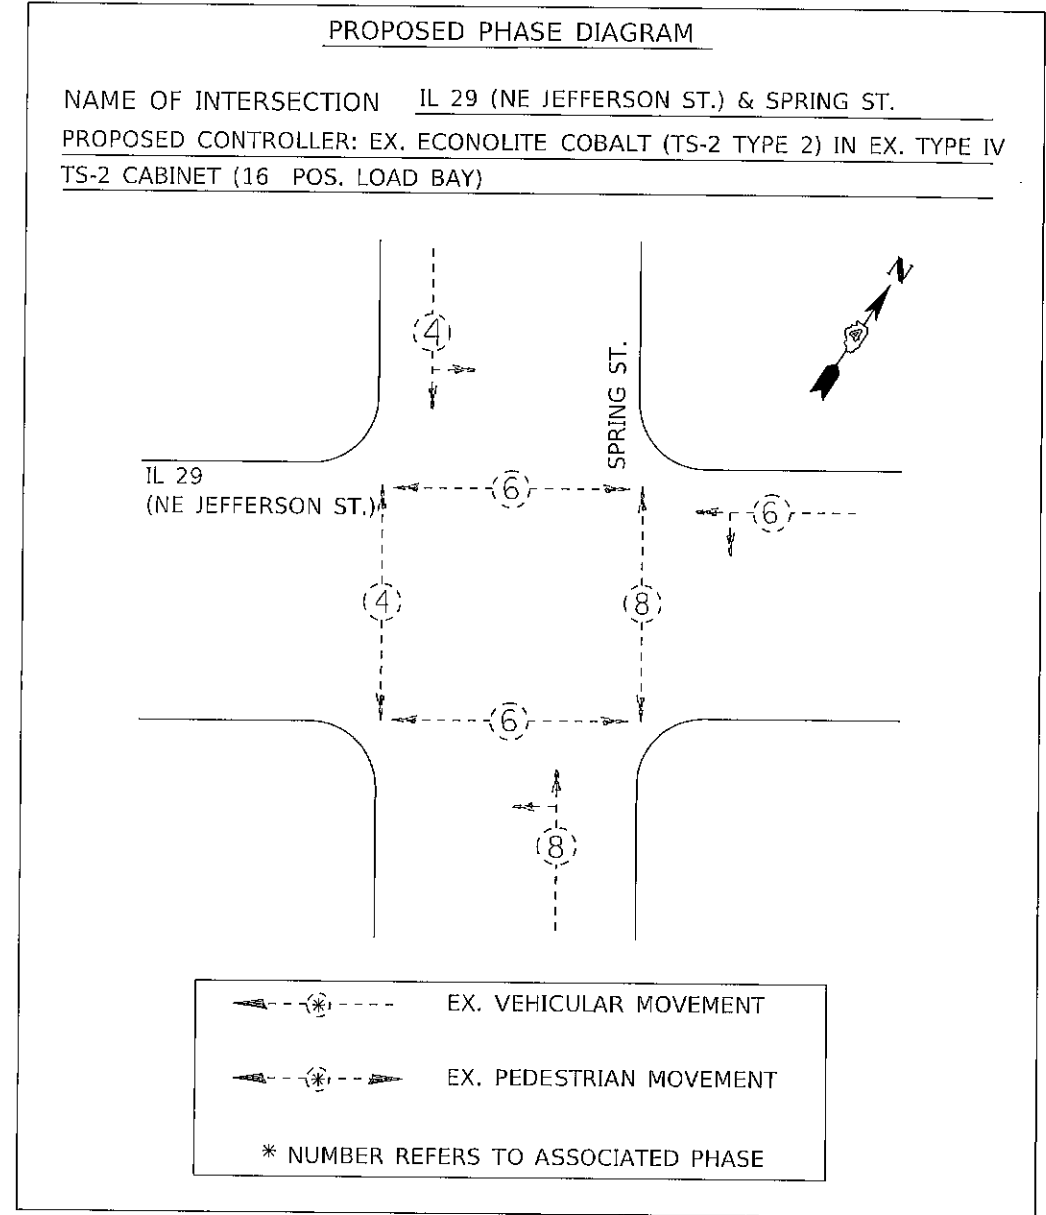 PROPOSED PHASE DIAGRAM
NAME OF INTERSECTION IL 29 (NE JEFFERSON ST.) & SPRING ST.
PROPOSED CONTROLLER: EX. ECONOLITE COBALT (TS-2 TYPE 2) IN EX. TYPE IV
TS-2 CABINET (16 POS. LOAD BAY)
N
4
SPRING ST.
IL 29
(NE JEFFERSON ST.)
6
6
4
8
6
8
* EX. VEHICULAR MOVEMENT
* EX. PEDESTRIAN MOVEMENT
* NUMBER REFERS TO ASSOCIATED PHASE